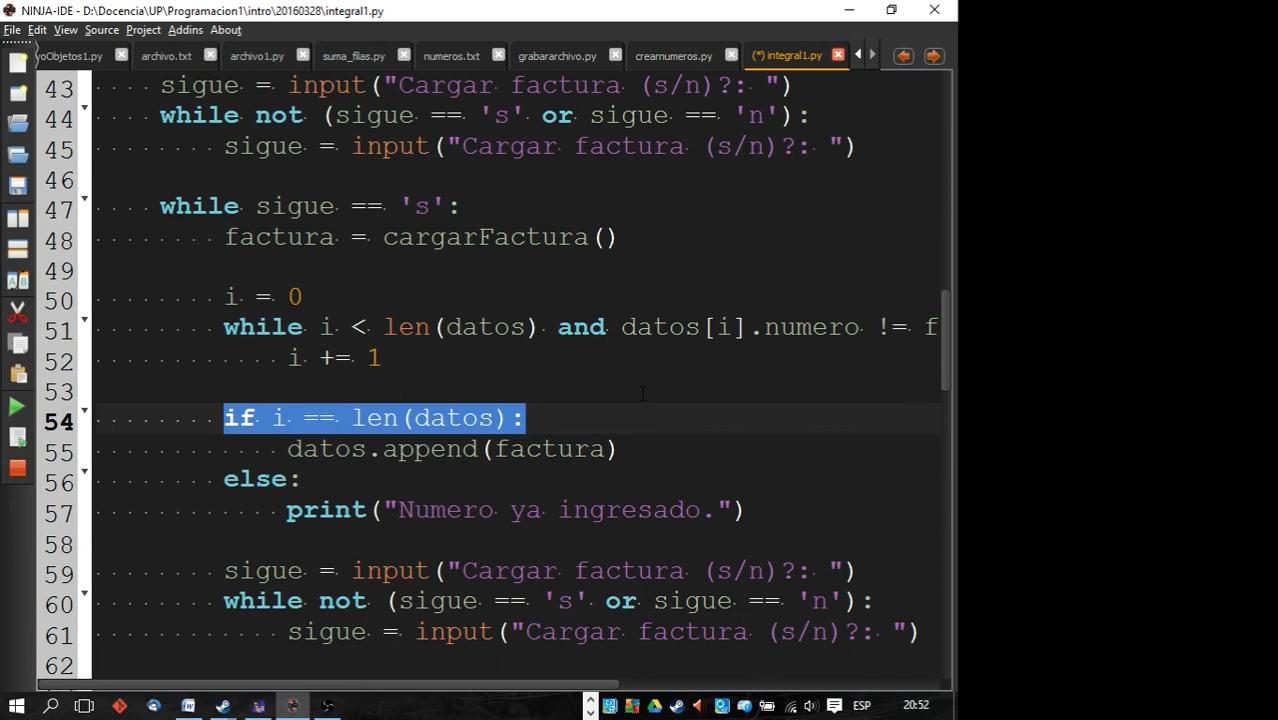 NINJA-IDE - D:\Docencia\UP\Programacion1\intro\20160328\integral1.py
File Edit View Source Project Addins About
yoObjetos1.py archivo.txt archivo1.py suma_filas.py numeros.txt grabararchivo.py crearnumeros.py (*) integral1.py
43 sigue = input("Cargar factura (s/n)?: ")
44 while not (sigue == 's' or sigue == 'n'):
45 sigue = input("Cargar factura (s/n)?: ")
46
47 while sigue == 's':
48 factura = cargarFactura()
49
50 i = 0
51 while i < len(datos) and datos[i].numero != f
52 i += 1
53
54 if i == len(datos):
55 datos.append(factura)
56 else:
57 print("Numero ya ingresado.")
58
59 sigue = input("Cargar factura (s/n)?: ")
60 while not (sigue == 's' or sigue == 'n'):
61 sigue = input("Cargar factura (s/n)?: ")
62
ESP 20:52